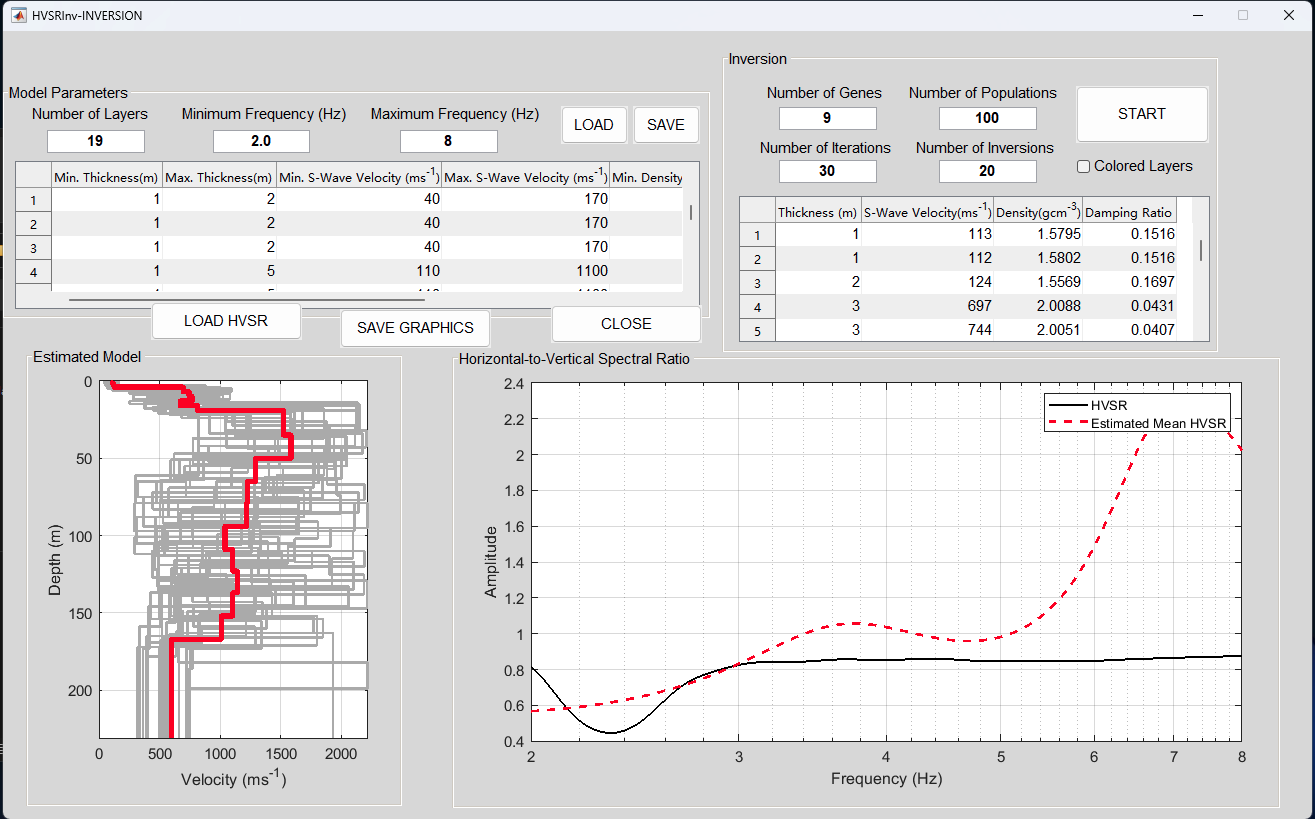 HVSRInv-INVERSION
Model Parameters
Number of Layers Minimum Frequency (Hz) Maximum Frequency (Hz)
19 2.0 8
LOAD SAVE
Min. Thickness(m) Max. Thickness(m) Min. S-Wave Velocity (ms-1) Max. S-Wave Velocity (ms-1) Min. Density
1 1 2 40 170
2 1 2 40 170
3 1 2 40 170
4 1 5 110 1100
LOAD HVSR SAVE GRAPHICS CLOSE
Inversion
Number of Genes Number of Populations
9 100
START
Number of Iterations Number of Inversions
30 20
Colored Layers
Thickness (m) S-Wave Velocity(ms-1) Density(gcm-3) Damping Ratio
1 1 113 1.5795 0.1516
2 1 112 1.5802 0.1516
3 2 124 1.5569 0.1697
4 3 697 2.0088 0.0431
5 3 744 2.0051 0.0407
Estimated Model
0
50
100
150
200
Depth (m)
0 500 1000 1500 2000
Velocity (ms-1)
Horizontal-to-Vertical Spectral Ratio
2.4
2.2
2
1.8
1.6
1.4
1.2
1
0.8
0.6
0.4
Amplitude
HVSR
Estimated Mean HVSR
2 3 4 5 6 7 8
Frequency (Hz)